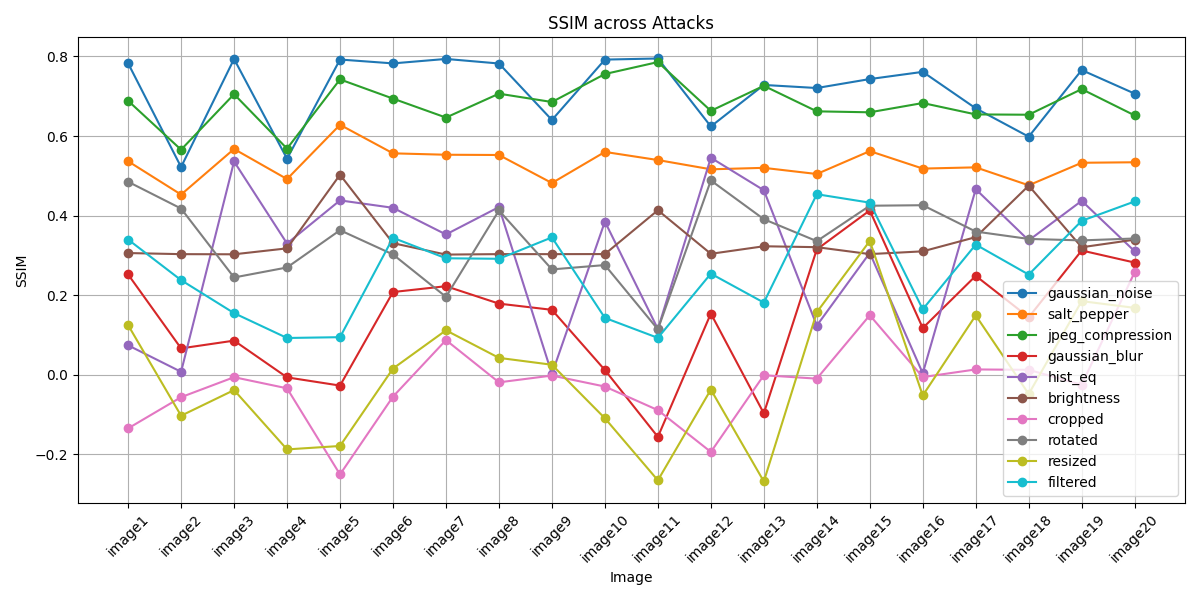 SSIM across Attacks
SSIM
0.8
0.6
0.4
0.2
0.0
−0.2
gaussian_noise
salt_pepper
jpeg_compression
gaussian_blur
hist_eq
brightness
cropped
rotated
resized
filtered
image1
image2
image3
image4
image5
image6
image7
image8
image9
image10
image11
image12
image13
image14
image15
image16
image17
image18
image19
image20
Image